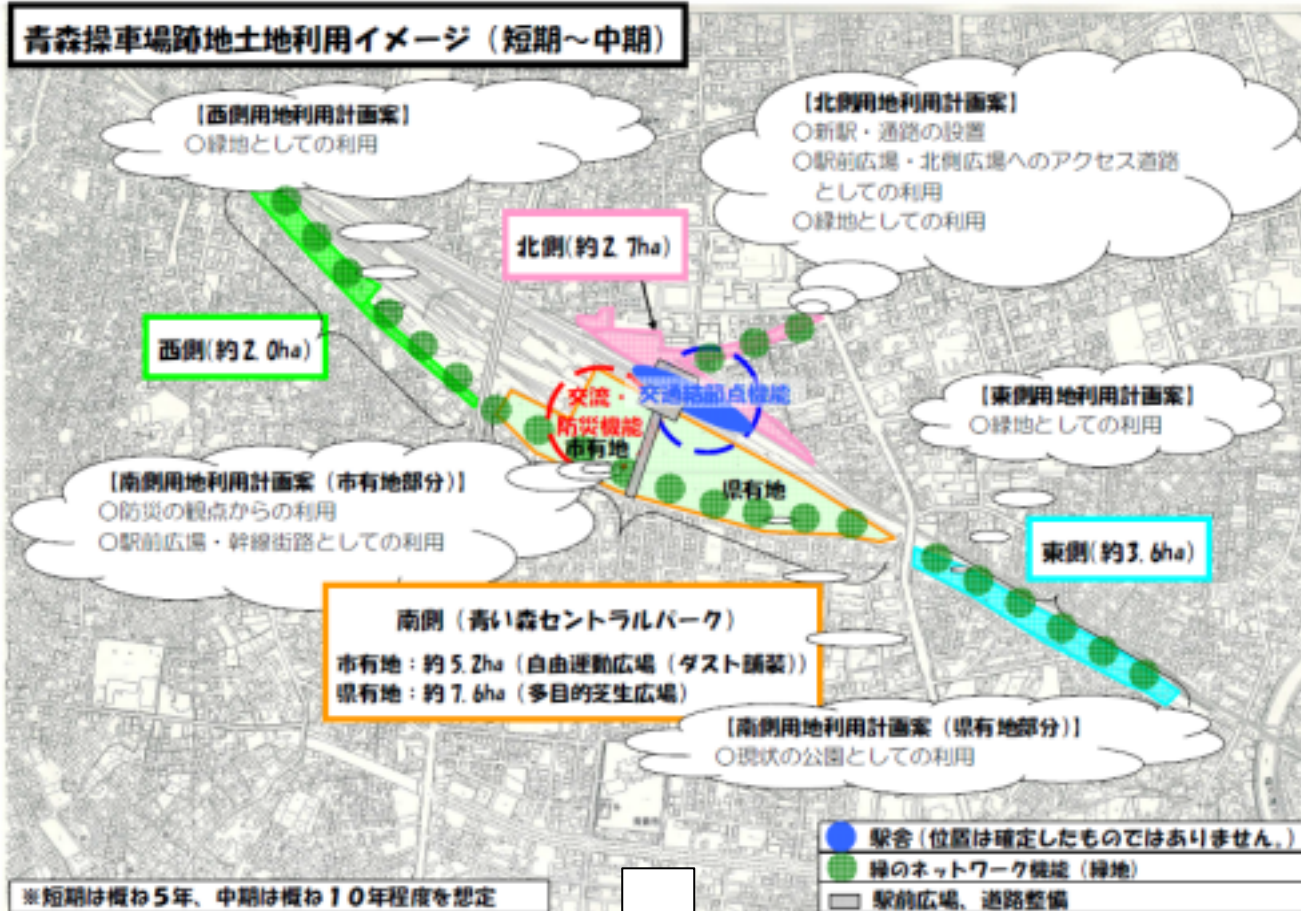 青森操車場跡地土地利用イメージ（短期～中期）
【西側用地利用計画案】
○緑地としての利用
【北側用地利用計画案】
○新駅・通路の設置
○駅前広場・北側広場へのアクセス道路
としての利用
○緑地としての利用
北側(約2.7ha)
西側(約2.0ha)
交流・
防災機能
交通結節点機能
市有地
県有地
【東側用地利用計画案】
○緑地としての利用
【南側用地利用計画案（市有地部分）】
○防災の観点からの利用
○駅前広場・幹線街路としての利用
東側(約3.6ha)
南側（青い森セントラルパーク）
市有地：約5.2ha（自由運動広場（ダスト舗装））
県有地：約7.6ha（多目的芝生広場）
【南側用地利用計画案（県有地部分）】
○現状の公園としての利用
駅舎（位置は確定したものではありません。）
緑のネットワーク機能（緑地）
駅前広場、道路整備
※短期は概ね5年、中期は概ね10年程度を想定